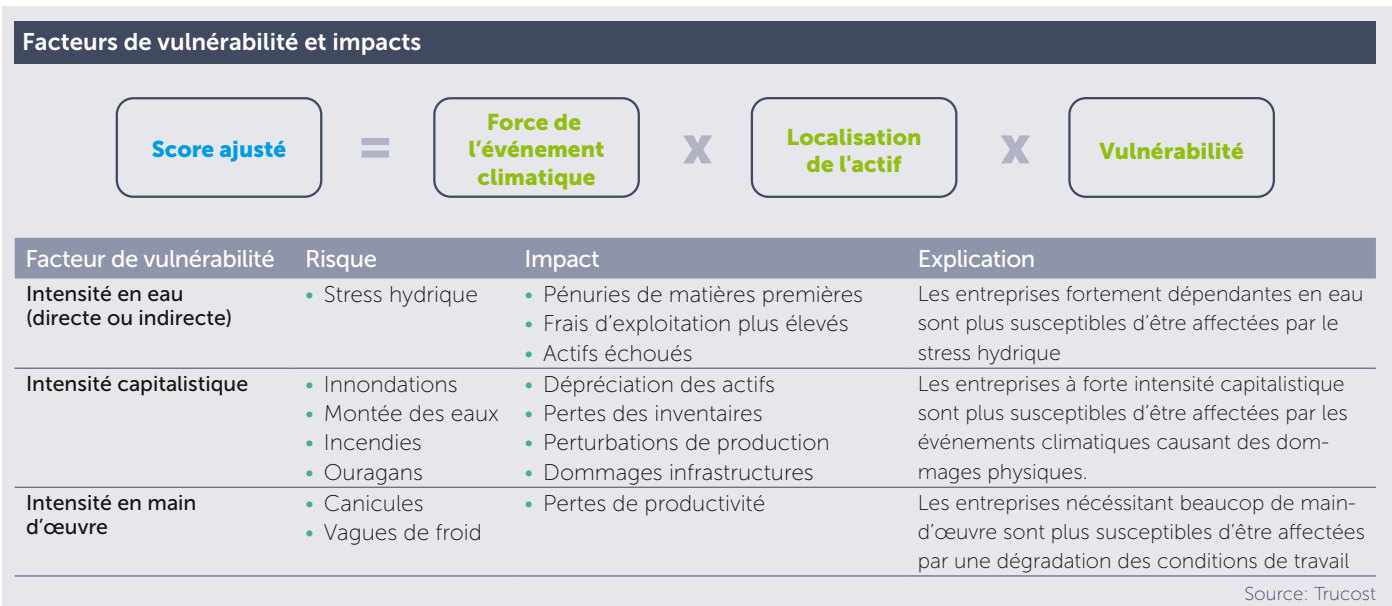 Facteurs de vulnérabilité et impacts
Score ajusté
=
Force de
l’événement
climatique
X
Localisation
de l'actif
X
Vulnérabilité
Facteur de vulnérabilité Risque Impact Explication
Intensité en eau
(directe ou indirecte)
• Stress hydrique
• Pénuries de matières premières
• Frais d’exploitation plus élevés
• Actifs échoués
Les entreprises fortement dépendantes en eau
sont plus susceptibles d’être affectées par le
stress hydrique
Intensité capitalistique
• Innondations
• Montée des eaux
• Incendies
• Ouragans
• Dépréciation des actifs
• Pertes des inventaires
• Perturbations de production
• Dommages infrastructures
Les entreprises à forte intensité capitalistique
sont plus susceptibles d’être affectées par les
événements climatiques causant des dom-
mages physiques.
Intensité en main
d’œuvre
• Canicules
• Vagues de froid
• Pertes de productivité
Les entreprises nécéssitant beaucop de main-
d’œuvre sont plus susceptibles d’être affectées
par une dégradation des conditions de travail
Source: Trucost